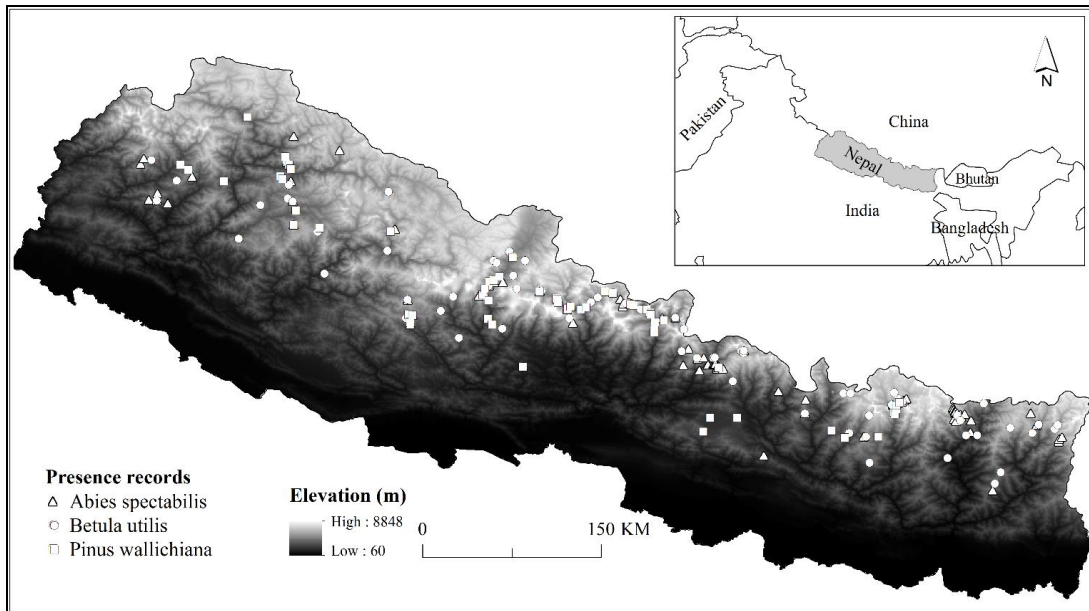 N
China
Pakistan
Nepal
Bhutan
India
Bangladesh
Presence records
Abies spectabilis
Betula utilis
Pinus wallichiana
Elevation (m)
High : 8848
Low : 60
0 150 KM